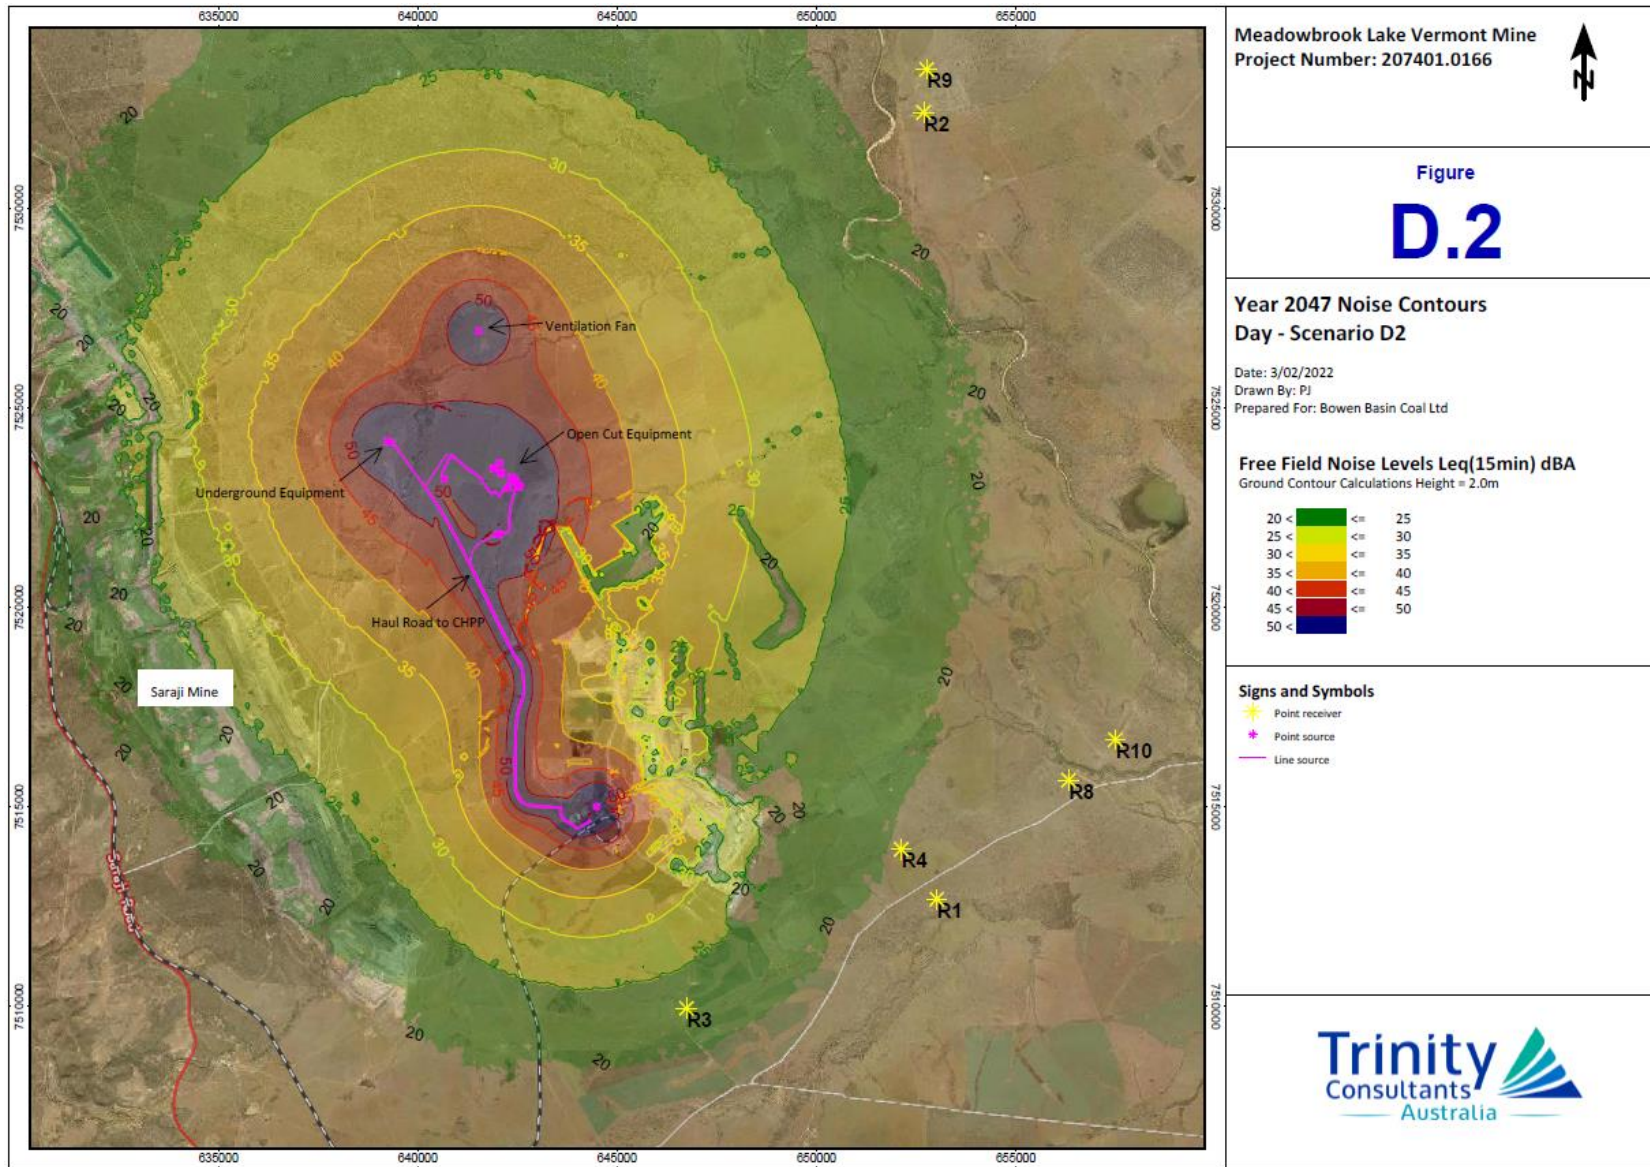 635000
640000
645000
650000
655000
Meadowbrook Lake Vermont Mine
Project Number: 207401.0166
N
Figure
D.2
Year 2047 Noise Contours
Day - Scenario D2
Date: 3/02/2022
Drawn By: PJ
Prepared For: Bowen Basin Coal Ltd
Free Field Noise Levels Leq(15min) dBA
Ground Contour Calculations Height = 2.0m
20 < <= 25
25 < <= 30
30 < <= 35
35 < <= 40
40 < <= 45
45 < <= 50
50 <
Signs and Symbols
Point receiver
Point source
Line source
Trinity
Consultants
Australia
R9
R2
Ventilation Fan
Open Cut Equipment
Underground Equipment
Haul Road to CHPP
Saraji Mine
R10
R8
R4
R1
R3
7530000
7525000
7520000
7515000
7510000
7530000
7525000
7520000
7515000
7510000
20
25
30
35
40
45
50
635000
640000
645000
650000
655000